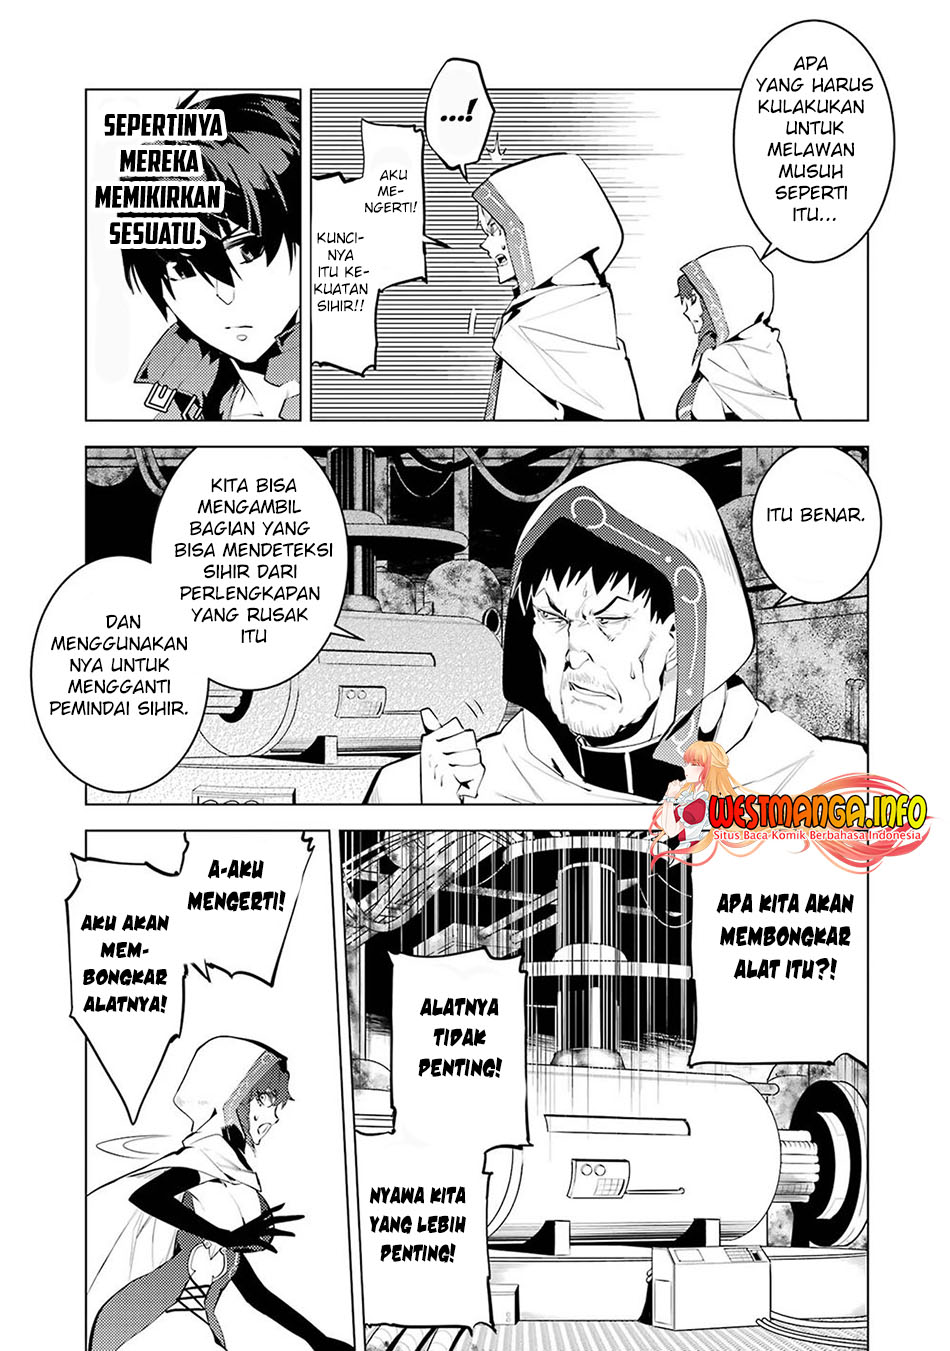 APA
YANG HARUS
KULAKUKAN
UNTUK
MELAWAN
MUSUH
SEPERTI
ITU...
...!
AKU
ME-
NGERTI!
KUNCI-
NYA
ITU KE-
KUATAN
SIHIR!!
SEPERTINYA
MEREKA
MEMIKIRKAN
SESUATU.
ITU BENAR.
KITA BISA
MENGAMBIL
BAGIAN YANG
BISA MENDETEKSI
SIHIR DARI
PERLENGKAPAN
YANG RUSAK
ITU
DAN
MENGGUNAKAN
NYA UNTUK
MENGGANTI
PEMINDAI SIHIR.
WESTMANGA.INFO
Situs Baca Komik Berbahasa Indonesia
APA KITA AKAN
MEMBONGKAR
ALAT ITU?!
ALATNYA
TIDAK
PENTING!
NYAWA KITA
YANG LEBIH
PENTING!
A-AKU
MENGERTI!
AKU AKAN
MEM-
BONGKAR
ALATNYA!